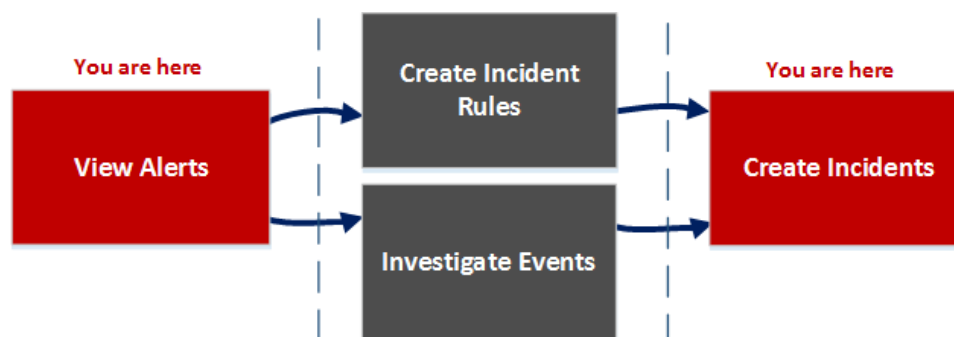 You are here
View Alerts
Create Incident
Rules
Investigate Events
You are here
Create Incidents